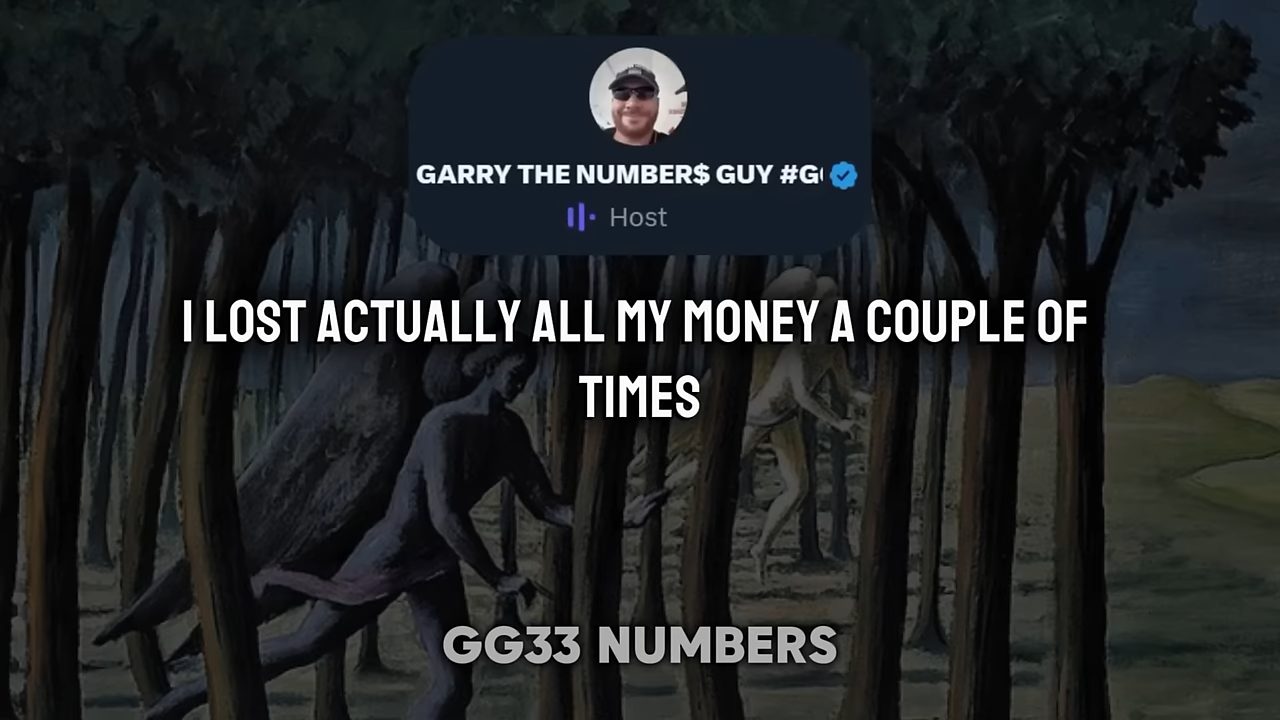 GARRY THE NUMBER$ GUY #G
Host
I LOST ACTUALLY ALL MY MONEY A COUPLE OF
TIMES
GG33 NUMBERS